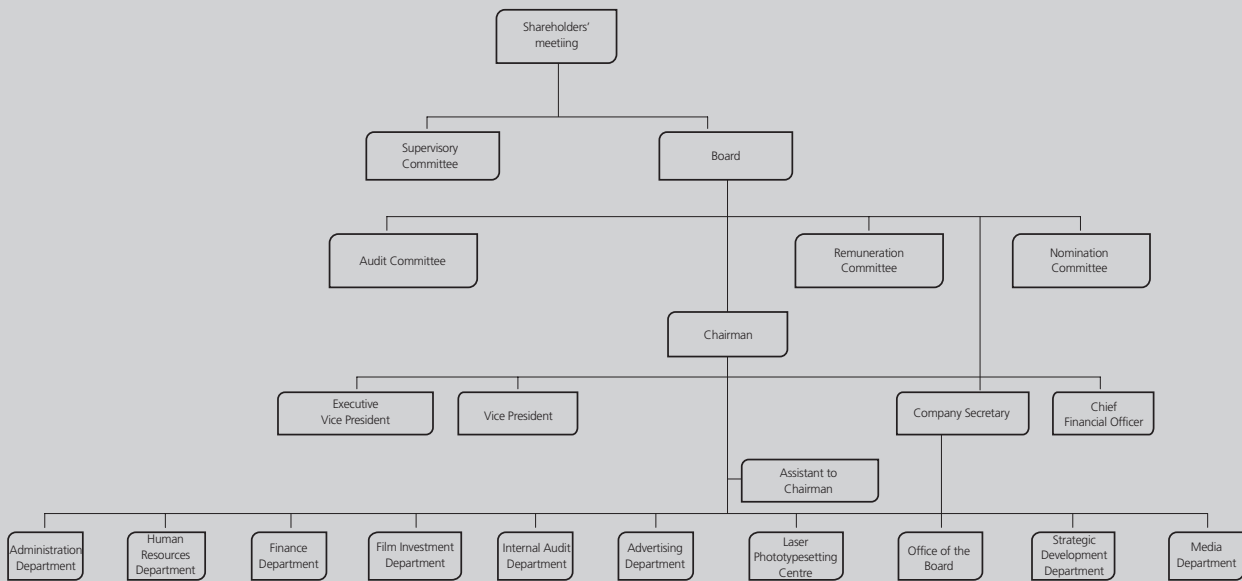 Shareholders’
meetiing
Supervisory
Committee
Board
Audit Committee
Remuneration
Committee
Nomination
Committee
Chairman
Executive
Vice President
Vice President
Company Secretary
Chief
Financial Officer
Assistant to
Chairman
Administration
Department
Human
Resources
Department
Finance
Department
Film Investment
Department
Internal Audit
Department
Advertising
Department
Laser
Phototypesetting
Centre
Office of the
Board
Strategic
Development
Department
Media
Department